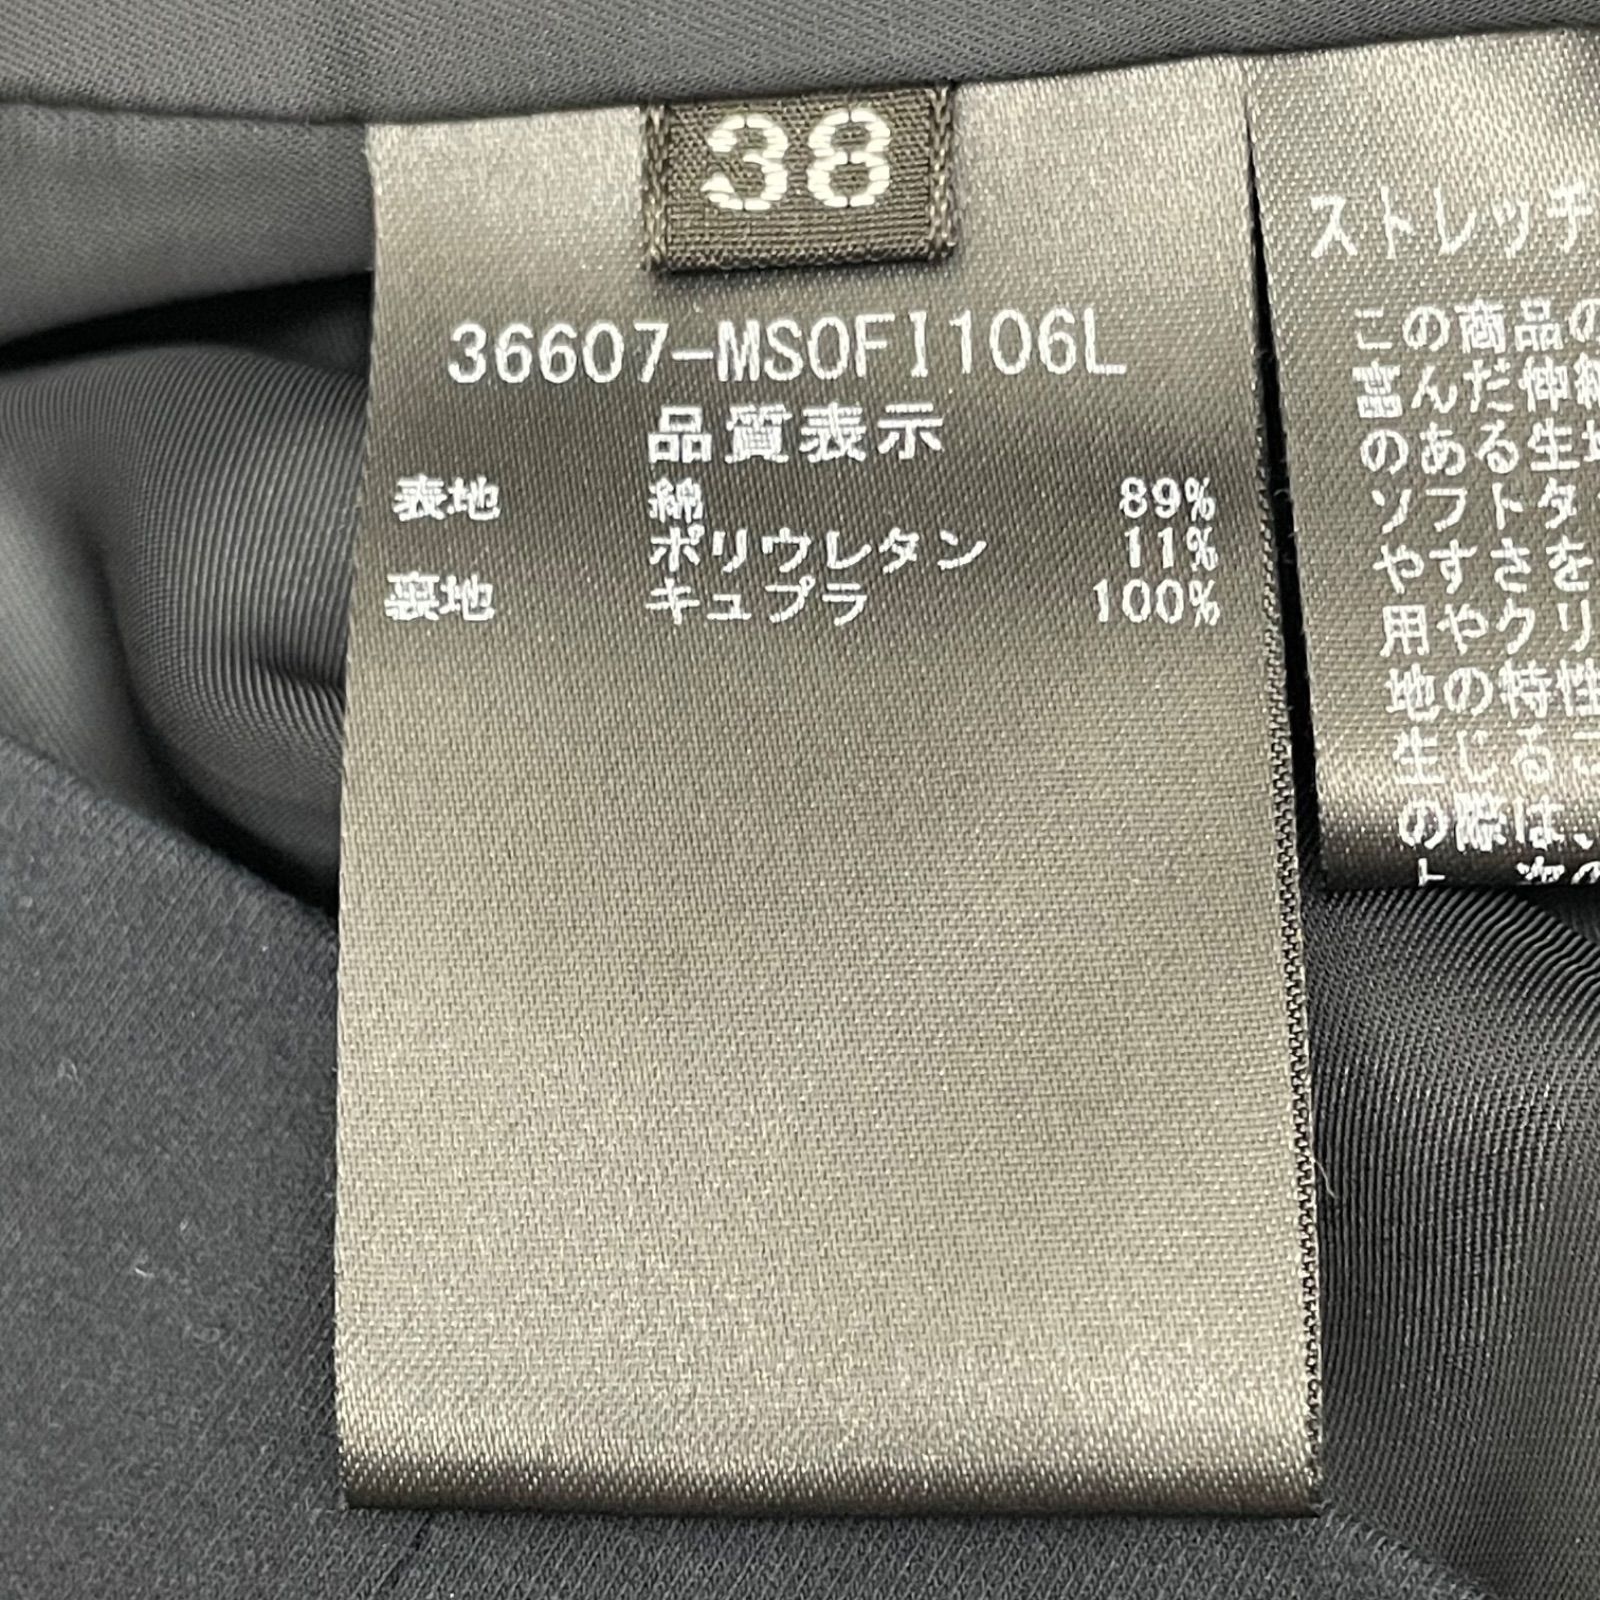 38
36607-MSOFI106L
品質表示
表地 綿 89%
ポリウレタン 11%
裏地 キュプラ 100%
ストレッチ
この商品の
富んだ伸縮
のある生地
ソフトタ
やすさを
用やクリ
地の特性
生じるこ
の際は、